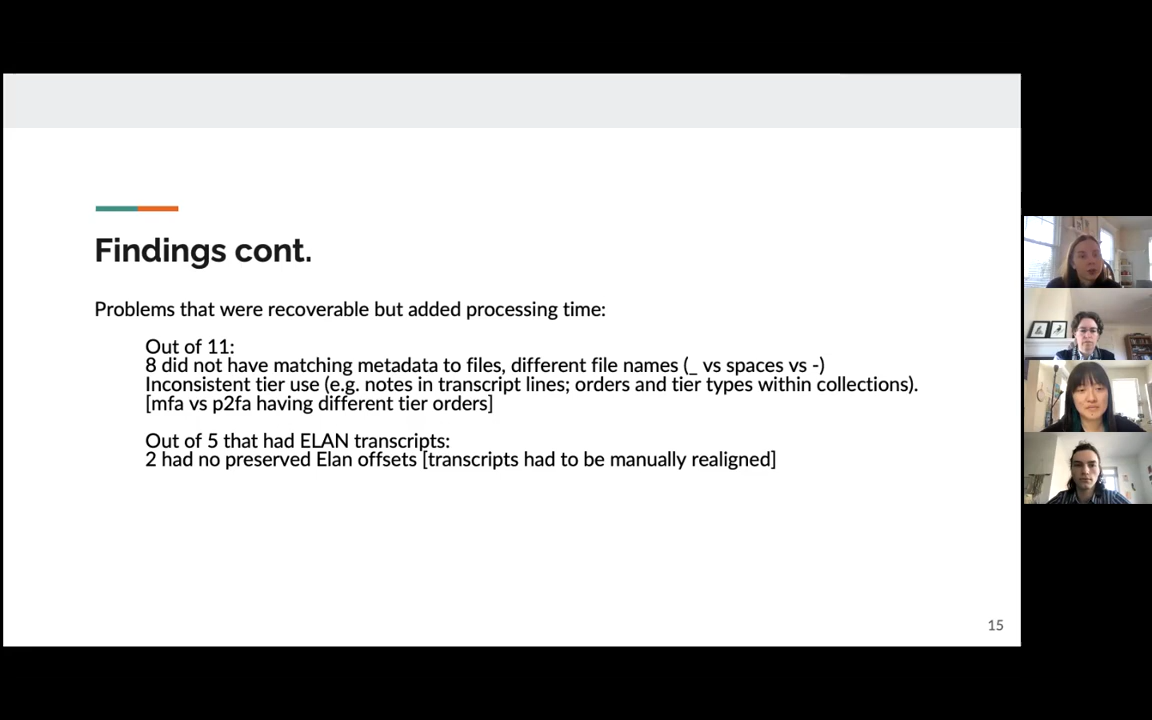 Findings cont.
Problems that were recoverable but added processing time:
Out of 11:
8 did not have matching metadata to files, different file names (_ vs spaces vs -)
Inconsistent tier use (e.g. notes in transcript lines; orders and tier types within collections).
[mfa vs p2fa having different tier orders]
Out of 5 that had ELAN transcripts:
2 had no preserved Elan offsets [transcripts had to be manually realigned]
15